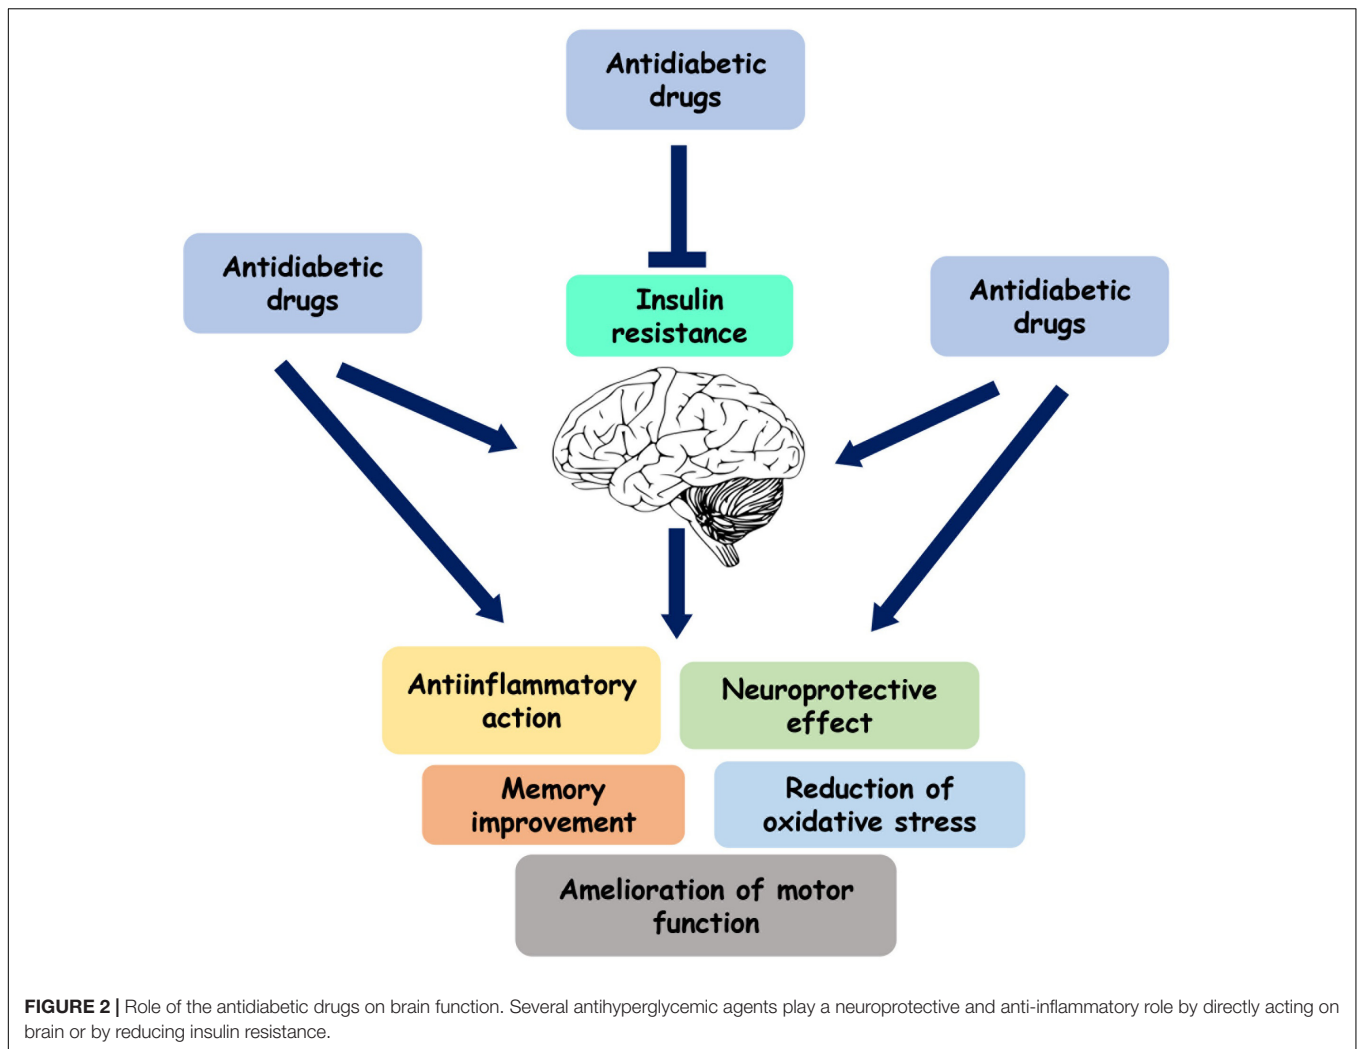 Antidiabetic
drugs
Antidiabetic
drugs
Insulin
resistance
Antidiabetic
drugs
Antiinflammatory
action
Neuroprotective
effect
Memory
improvement
Reduction of
oxidative stress
Amelioration of motor
function
FIGURE 2 | Role of the antidiabetic drugs on brain function. Several antihyperglycemic agents play a neuroprotective and anti-inflammatory role by directly acting on
brain or by reducing insulin resistance.